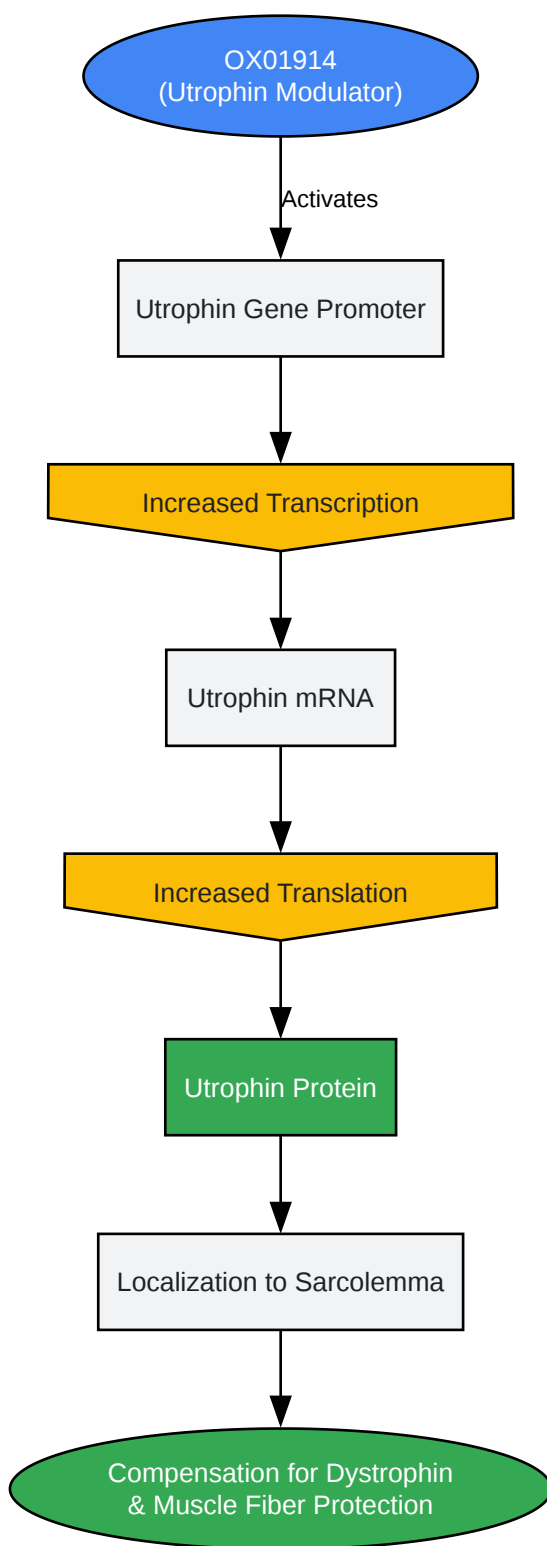 OX01914
(Utrophin Modulator)
Activates
Utrophin Gene Promoter
Increased Transcription
Utrophin mRNA
Increased Translation
Utrophin Protein
Localization to Sarcolemma
Compensation for Dystrophin
& Muscle Fiber Protection